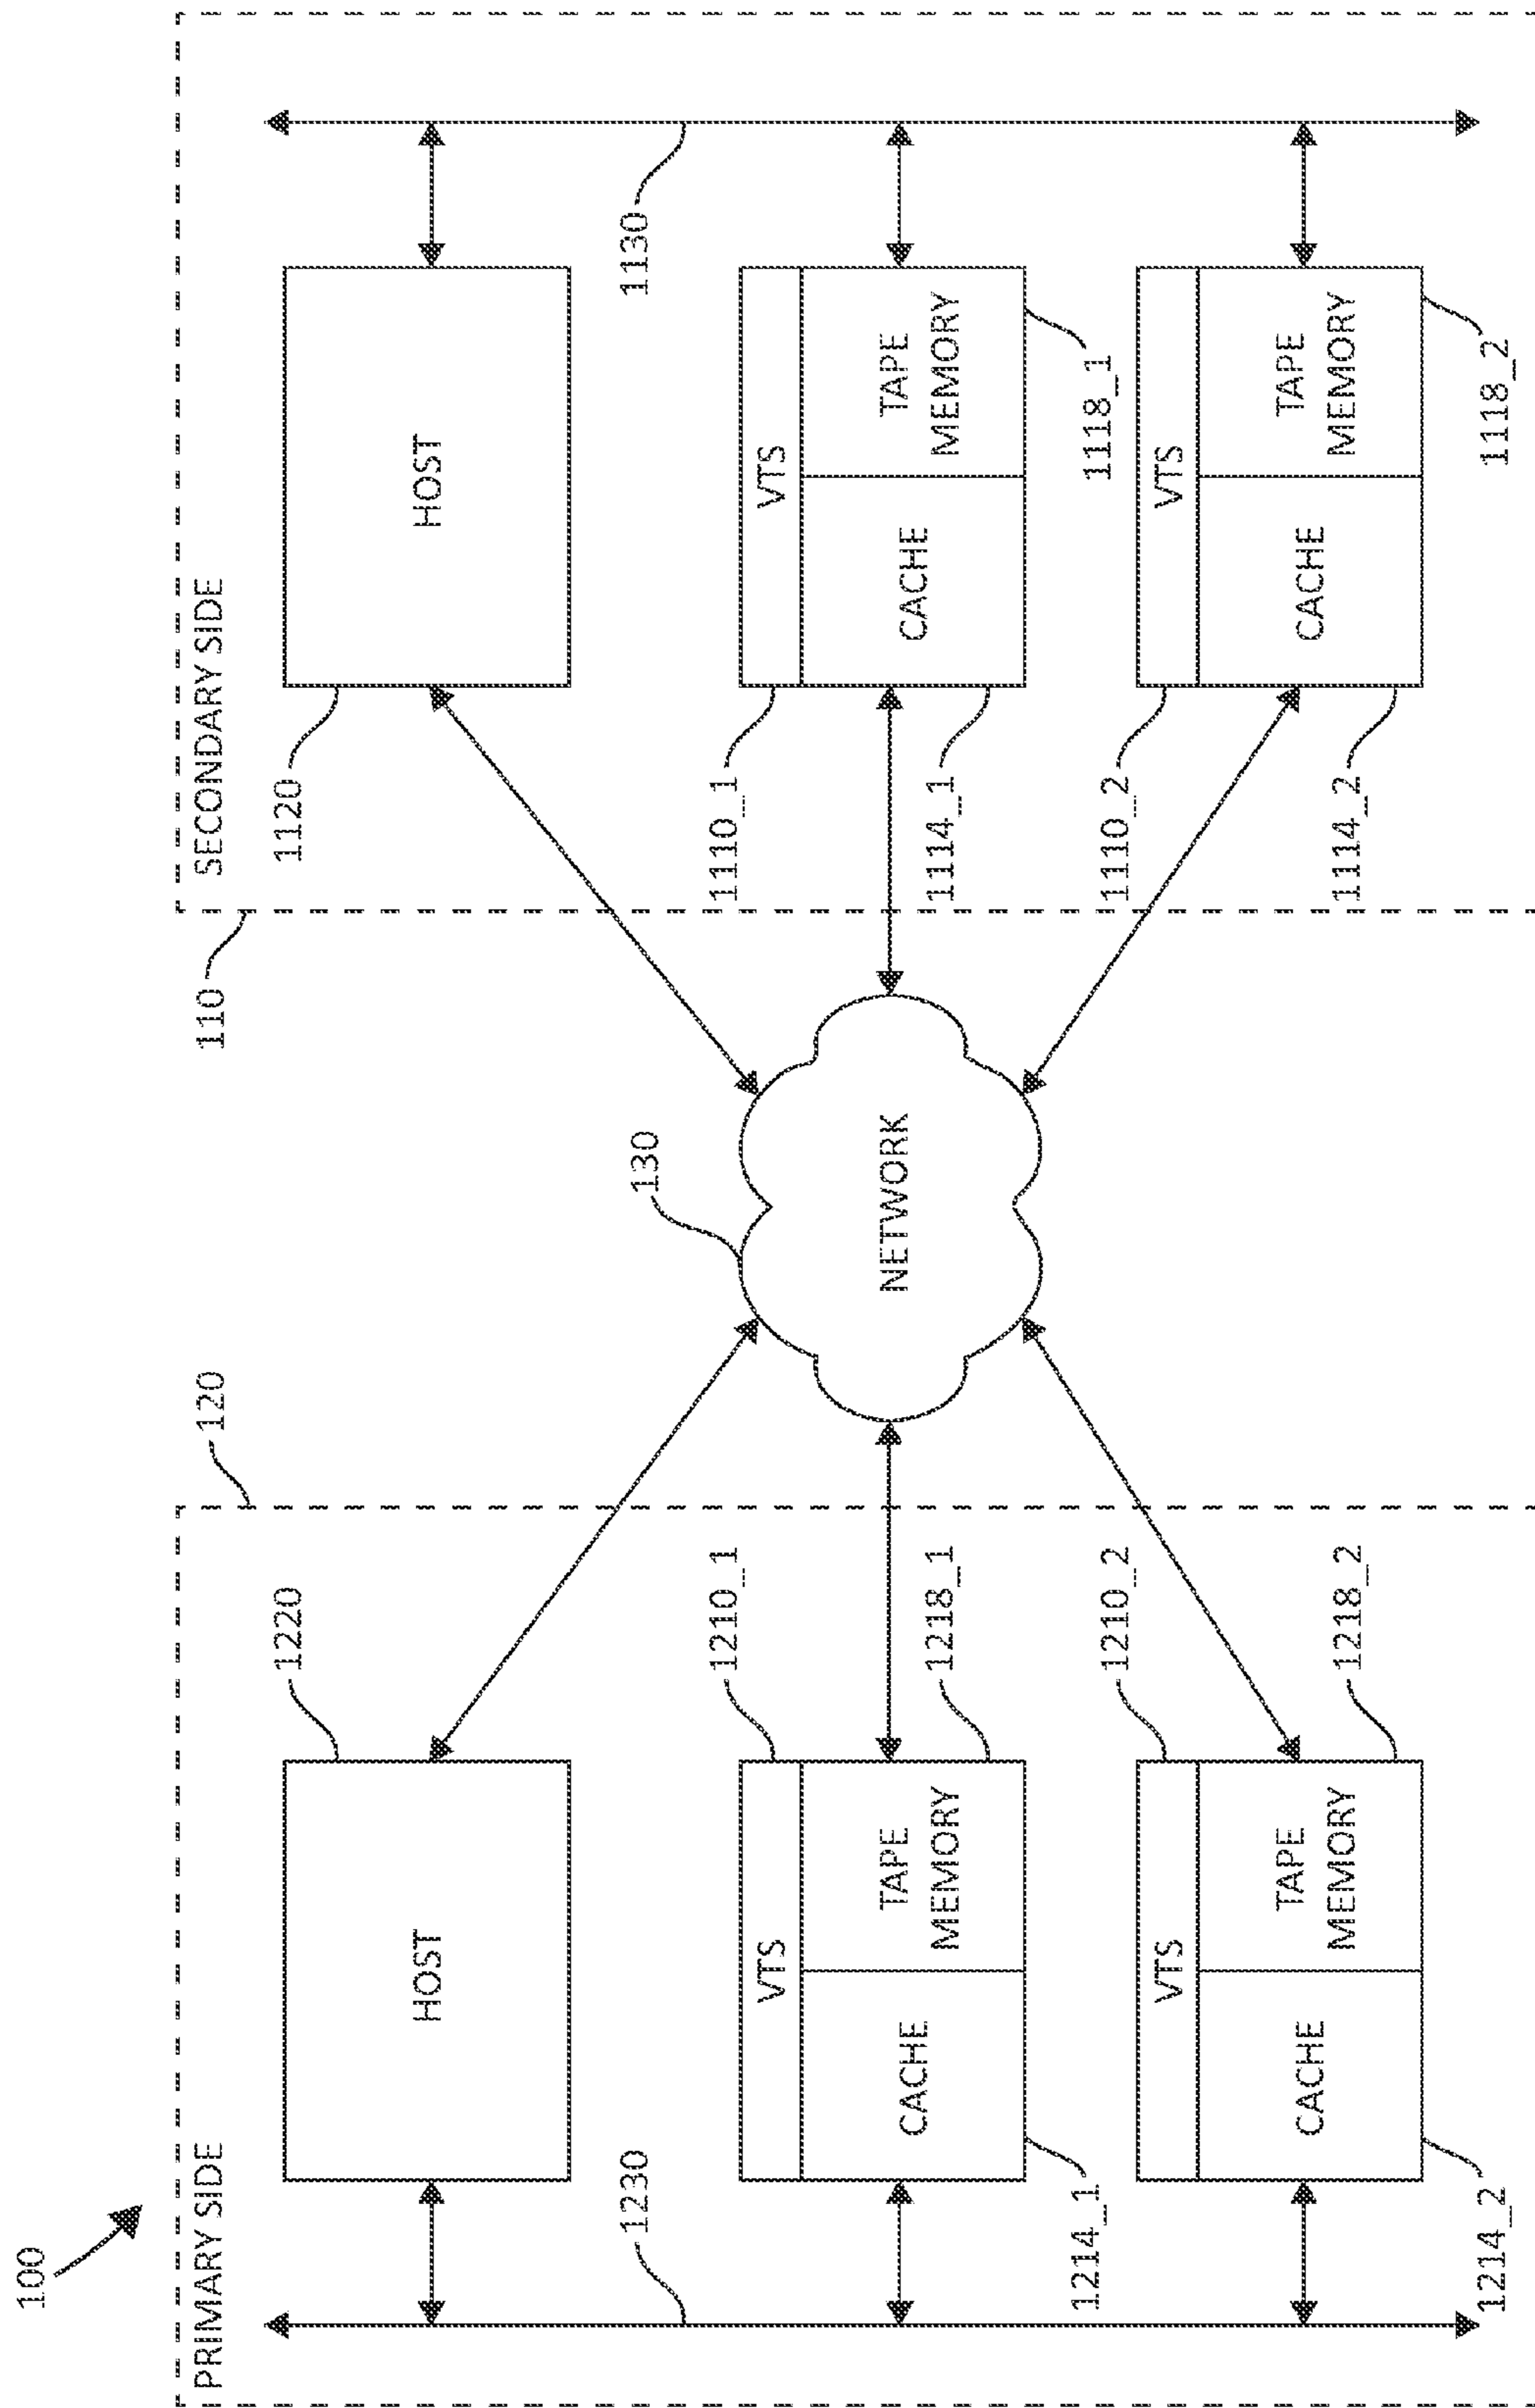 100
PRIMARY SIDE
120
110
SECONDARY SIDE
1220
1120
HOST
HOST
1230
130
1130
1210_1
1110_1
VTS
VTS
CACHE
TAPE
MEMORY
NETWORK
CACHE
TAPE
MEMORY
1218_1
1114_1
1214_1
1118_1
1210_2
1110_2
VTS
VTS
CACHE
TAPE
MEMORY
CACHE
TAPE
MEMORY
1218_2
1114_2
1214_2
1118_2